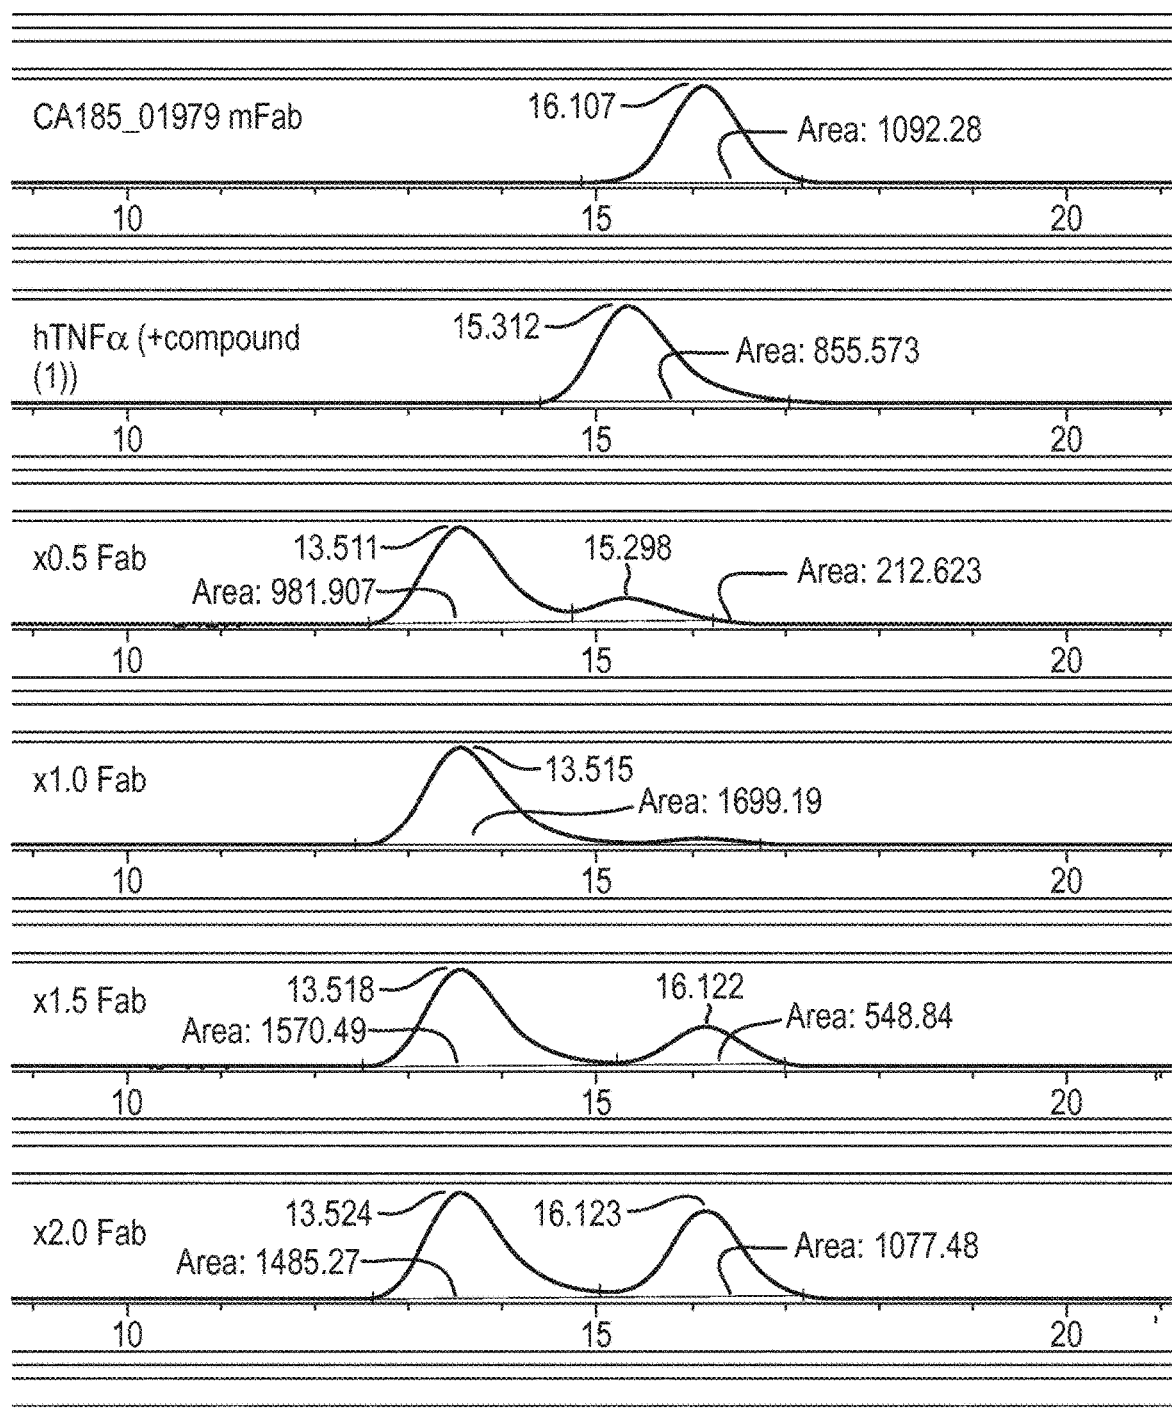 16.107
CA185_01979 mFab
Area: 1092.28
10 15 20
15.312
hTNFα (+compound
(1))
Area: 855.573
10 15 20
13.511 15.298
x0.5 Fab
Area: 981.907
Area: 212.623
10 15 20
x1.0 Fab
13.515
Area: 1699.19
10 15 20
13.518 16.122
x1.5 Fab
Area: 1570.49
Area: 548.84
10 15 20
13.524 16.123
x2.0 Fab
Area: 1485.27
Area: 1077.48
10 15 20